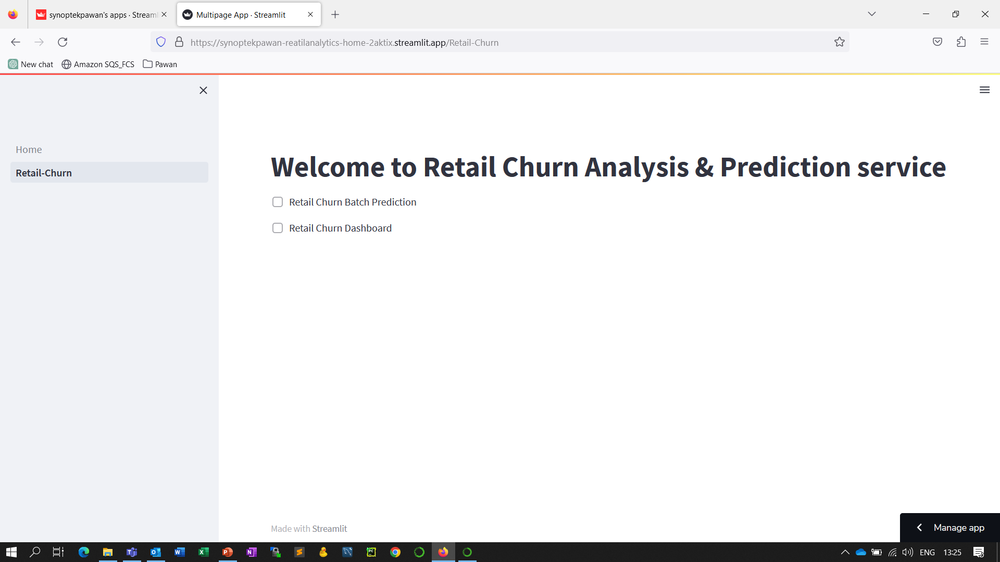 synoptekpawan's apps · Streaml
Multipage App · Streamlit
https://synoptekpawan-reatilanalytics-home-2aktix.streamlit.app/Retail-Churn
New chat
Amazon SQS_FCS
Pawan
Home
Retail-Churn
Welcome to Retail Churn Analysis & Prediction service
Retail Churn Batch Prediction
Retail Churn Dashboard
Made with Streamlit
Manage app
ENG
13:25